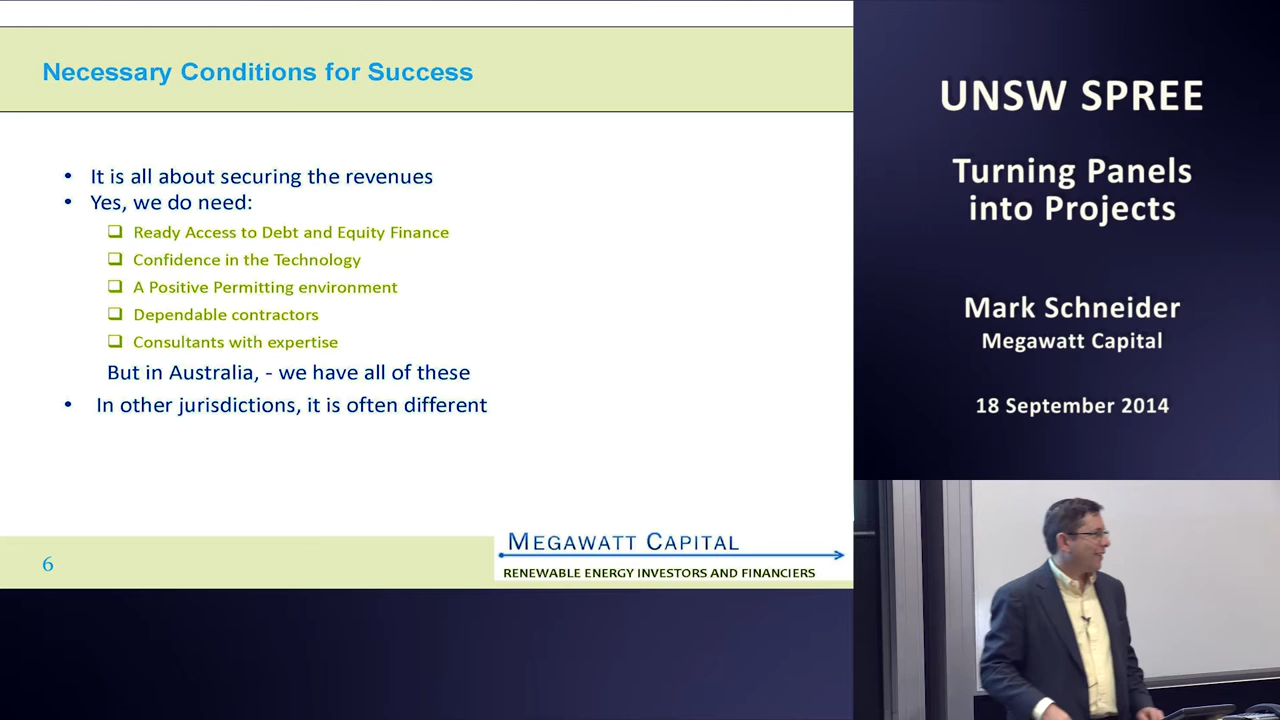 Necessary Conditions for Success
• It is all about securing the revenues
• Yes, we do need:
❑ Ready Access to Debt and Equity Finance
❑ Confidence in the Technology
❑ A Positive Permitting environment
❑ Dependable contractors
❑ Consultants with expertise
But in Australia, - we have all of these
• In other jurisdictions, it is often different
6
MEGAWATT CAPITAL
RENEWABLE ENERGY INVESTORS AND FINANCIERS
UNSW SPREE
Turning Panels
into Projects
Mark Schneider
Megawatt Capital
18 September 2014